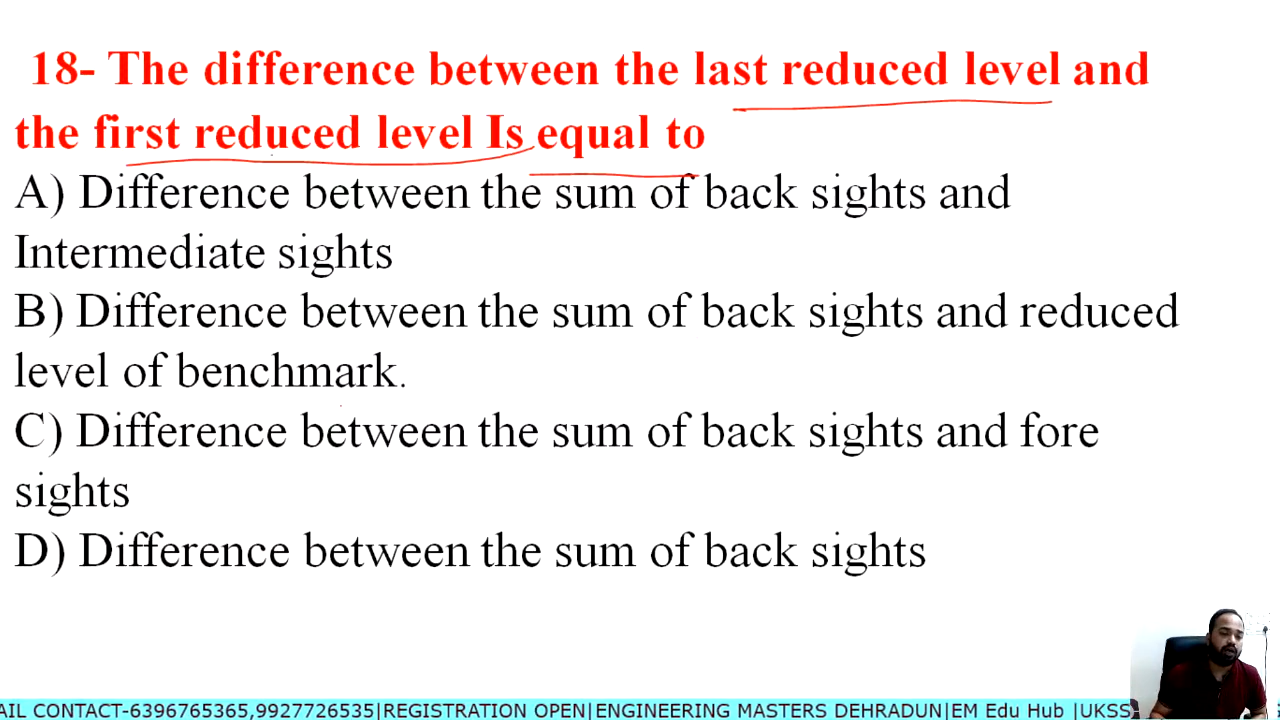 18- The difference between the last reduced level and
the first reduced level Is equal to
A) Difference between the sum of back sights and
Intermediate sights
B) Difference between the sum of back sights and reduced
level of benchmark.
C) Difference between the sum of back sights and fore
sights
D) Difference between the sum of back sights
AIL CONTACT-6396765365,9927726535|REGISTRATION OPEN|ENGINEERING MASTERS DEHRADUN|EM Edu Hub |UKSS